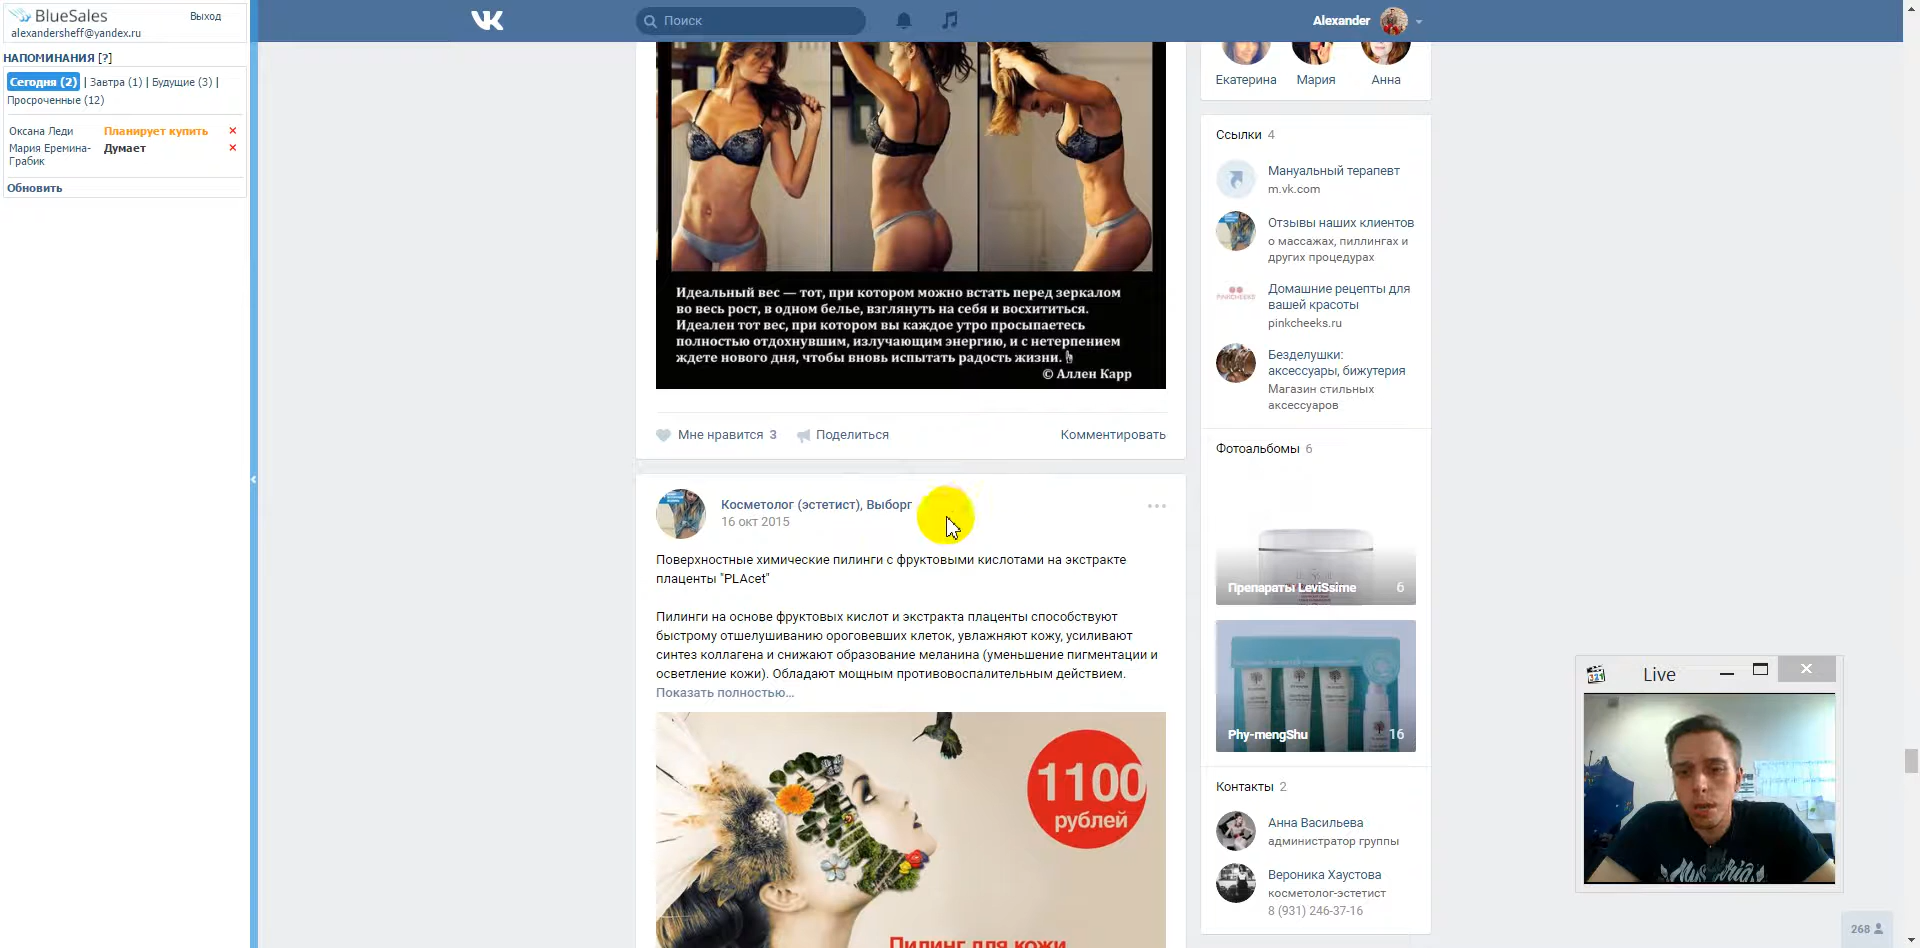 BlueSales
Выход
alexandersheff@yandex.ru
НАПОМИНАНИЯ [?]
Сегодня (2) | Завтра (1) | Будущие (3) |
Просроченные (12)
Оксана Леди Планирует купить ×
Мария Еремина-Грабик Думает ×
Обновить
Поиск
Alexander
Идеальный вес — тот, при котором можно встать перед зеркалом
во весь рост, в одном белье, взглянуть на себя и восхититься.
Идеален тот вес, при котором вы каждое утро просыпаетесь
полностью отдохнувшим, излучающим энергию, и с нетерпением
ждете нового дня, чтобы вновь испытать радость жизни.
© Аллен Карр
Мне нравится 3 Поделиться Комментировать
Косметолог (эстетист), Выборг
16 окт 2015
Поверхностные химические пилинги с фруктовыми кислотами на экстракте
плаценты "PLAcet"
Пилинги на основе фруктовых кислот и экстракта плаценты способствуют
быстрому отшелушиванию ороговевших клеток, увлажняют кожу, усиливают
синтез коллагена и снижают образование меланина (уменьшение пигментации и
осветление кожи). Обладают мощным противовоспалительным действием.
Показать полностью...
1100
рублей
Пилинг для кожи
Екатерина Мария Анна
Ссылки 4
Мануальный терапевт
m.vk.com
Отзывы наших клиентов
о массажах, пиллингах и
других процедурах
Домашние рецепты для
вашей красоты
pinkcheeks.ru
Безделушки:
аксессуары, бижутерия
Магазин стильных
аксессуаров
Фотоальбомы 6
Препараты LeviSsime 6
Phy-mengShu 16
Контакты 2
Анна Васильева
администратор группы
Вероника Хаустова
косметолог-эстетист
8 (931) 246-37-16
Live
268